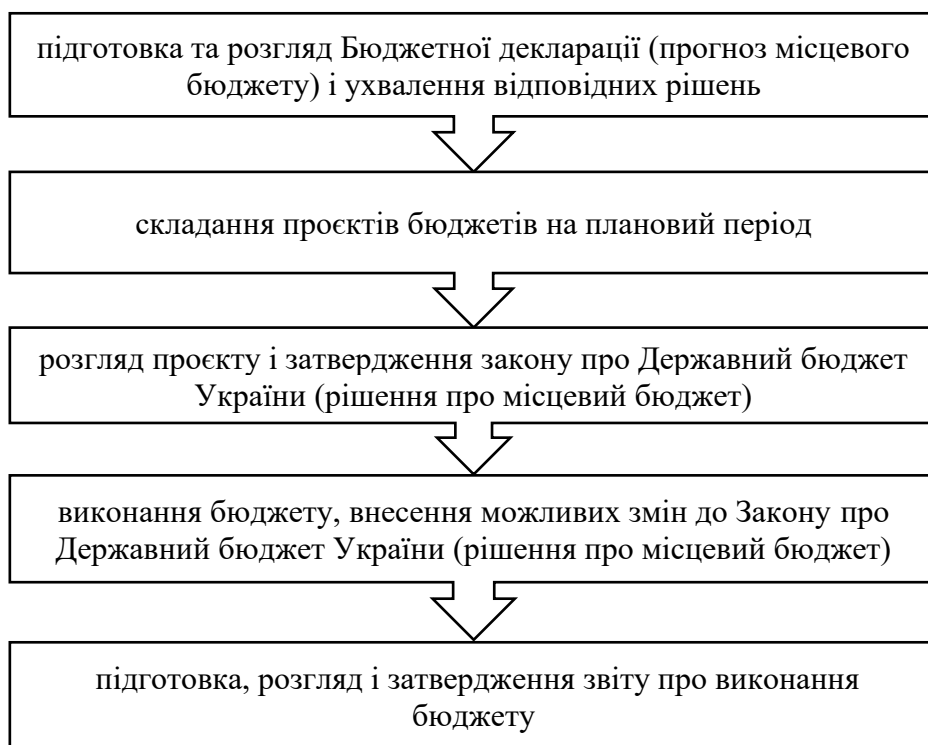 підготовка та розгляд Бюджетної декларації (прогноз місцевого
бюджету) і ухвалення відповідних рішень
складання проєктів бюджетів на плановий період
розгляд проєкту і затвердження закону про Державний бюджет
України (рішення про місцевий бюджет)
виконання бюджету, внесення можливих змін до Закону про
Державний бюджет України (рішення про місцевий бюджет)
підготовка, розгляд і затвердження звіту про виконання
бюджету